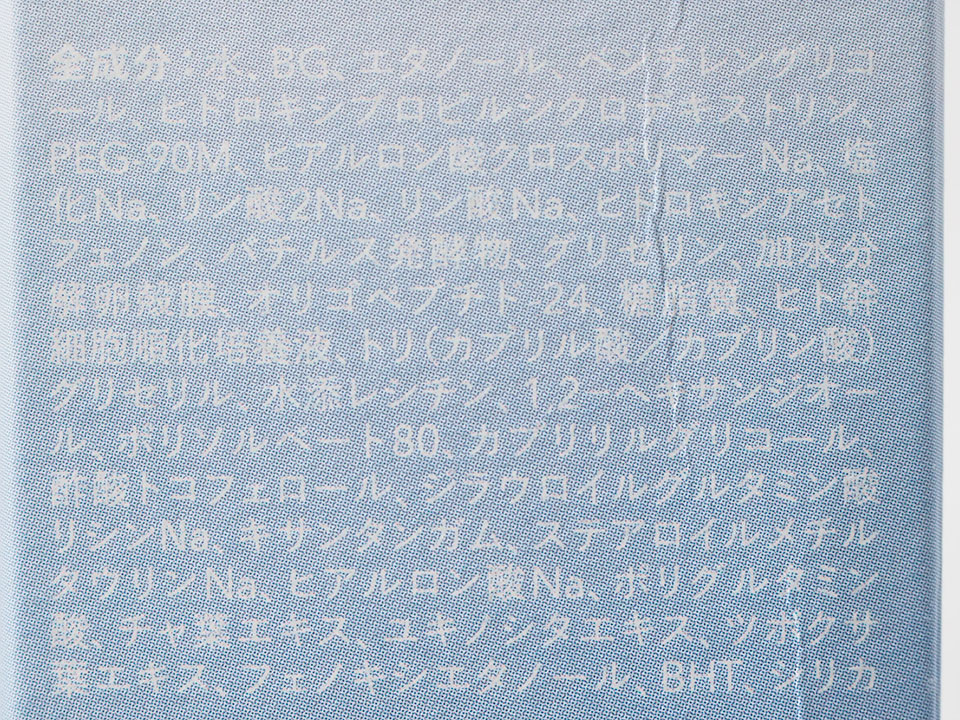 全成分：水、BG、エタノール、ペンチレングリコ
ール、ヒドロキシプロピルシクロデキストリン、
PEG-90M、ヒアルロン酸クロスポリマー Na、塩
化Na、リン酸2Na、リン酸Na、ヒドロキシアセト
フェノン、バチルス発酵物、グリセリン、加水分
解卵殻膜、オリゴペプチド-24、糖脂質、ヒト幹
細胞順化培養液、トリ(カプリル酸／カプリン酸)
グリセリル、水添レシチン、1,2-ヘキサンジオー
ル、ポリソルベート80、カプリリルグリコール、
酢酸トコフェロール、ジラウロイルグルタミン酸
リシンNa、キサンタンガム、ステアロイルメチル
タウリンNa、ヒアルロン酸Na、ポリグルタミン
酸、チャ葉エキス、ユキノシタエキス、ツボクサ
葉エキス、フェノキシエタノール、BHT、シリカ